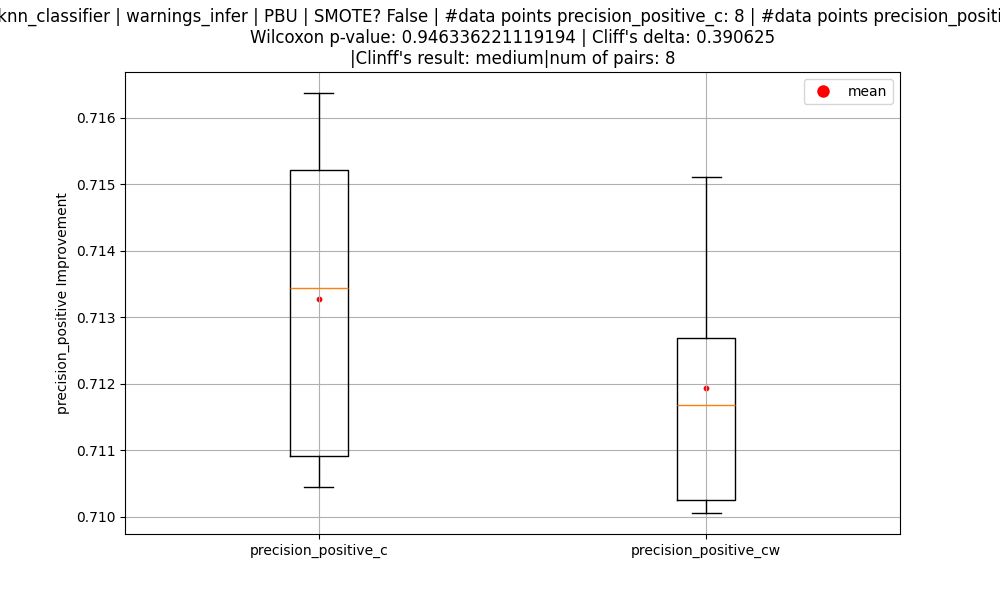 knn_classifier | warnings_infer | PBU | SMOTE? False | #data points precision_positive_c: 8 | #data points
Wilcoxon p-value: 0.946336221119194 | Cliff's delta: 0.390625
|Clinff's result: medium|num of pairs: 8
mean
0.716
0.715
0.714
0.713
0.712
0.711
0.710
precision_positive Improvement
precision_positive_c
precision_positive_cw